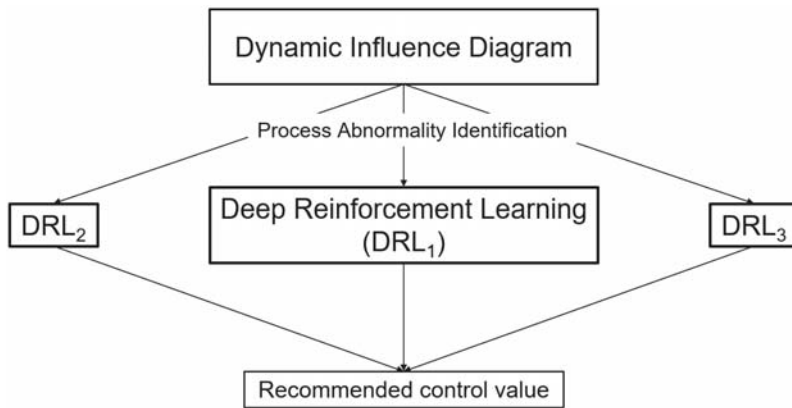 Dynamic Influence Diagram
Process Abnormality Identification
DRL₂
Deep Reinforcement Learning
(DRL₁)
DRL₃
Recommended control value